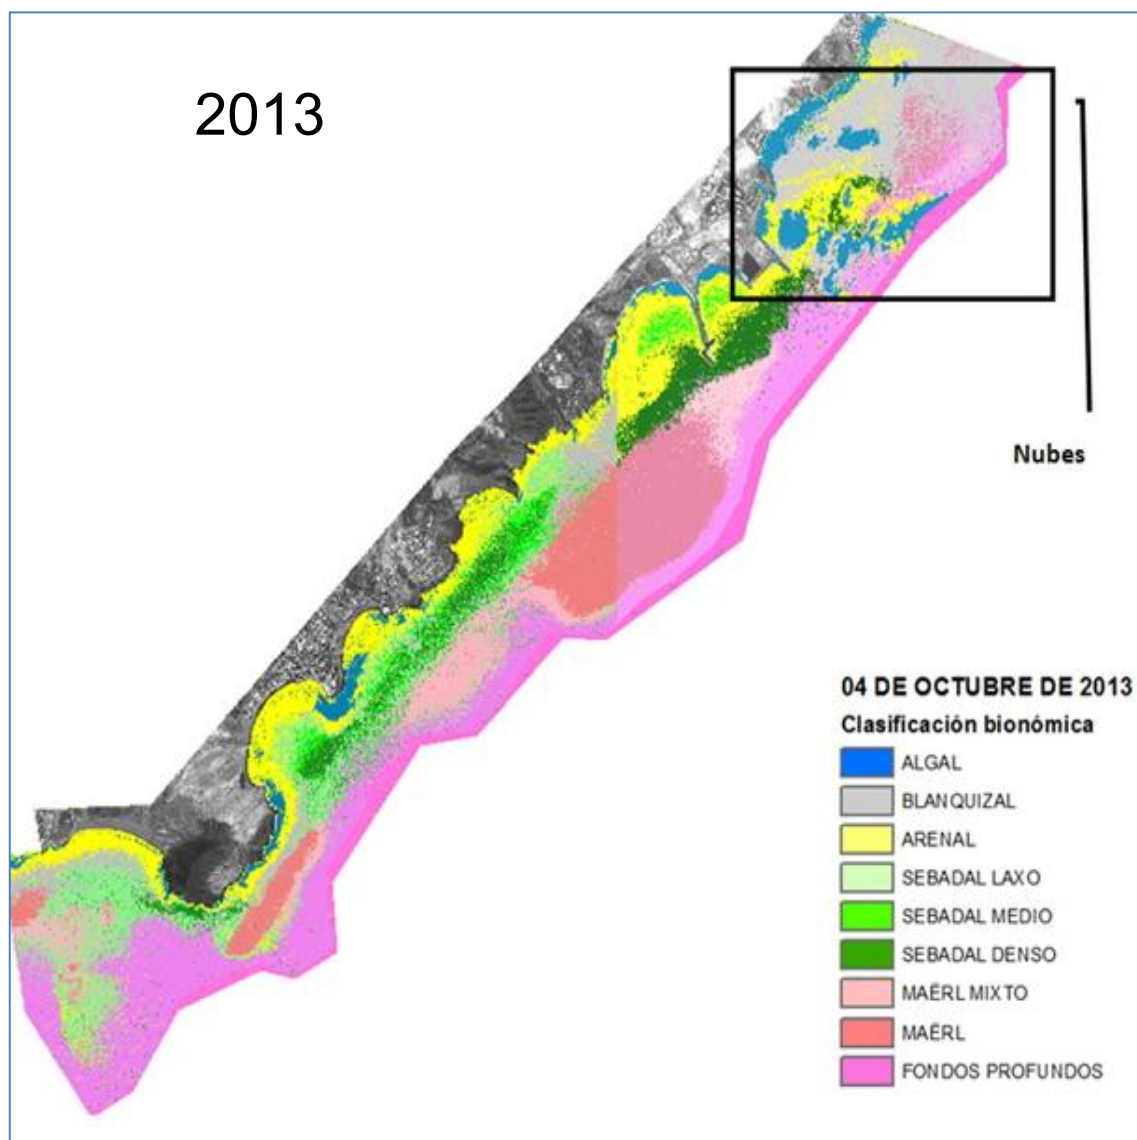 2013
Nubes
04 DE OCTUBRE DE 2013
Clasificación bionómica
ALGAL
BLANQUIZAL
ARENAL
SEBADAL LAXO
SEBADAL MEDIO
SEBADAL DENSO
MAËRL MIXTO
MAËRL
FONDOS PROFUNDOS